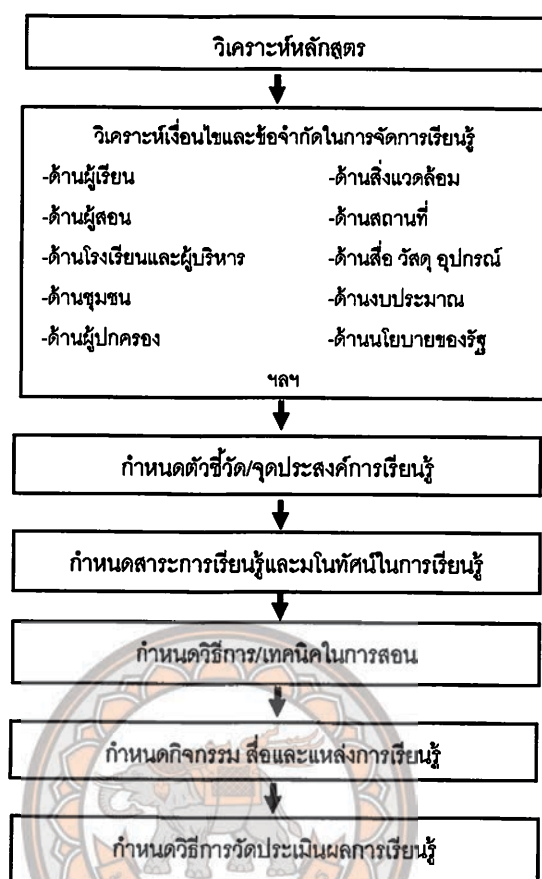 วิเคราะห์หลักสูตร
วิเคราะห์เงื่อนไขและข้อจำกัดในการจัดการเรียนรู้
-ด้านผู้เรียน
-ด้านผู้สอน
-ด้านโรงเรียนและผู้บริหาร
-ด้านชุมชน
-ด้านผู้ปกครอง
-ด้านสิ่งแวดล้อม
-ด้านสถานที่
-ด้านสื่อ วัสดุ อุปกรณ์
-ด้านงบประมาณ
-ด้านนโยบายของรัฐ
ฯลฯ
กำหนดตัวชี้วัด/จุดประสงค์การเรียนรู้
กำหนดสาระการเรียนรู้และมโนทัศน์ในการเรียนรู้
กำหนดวิธีการ/เทคนิคในการสอน
กำหนดกิจกรรม สื่อและแหล่งการเรียนรู้
กำหนดวิธีการวัดประเมินผลการเรียนรู้